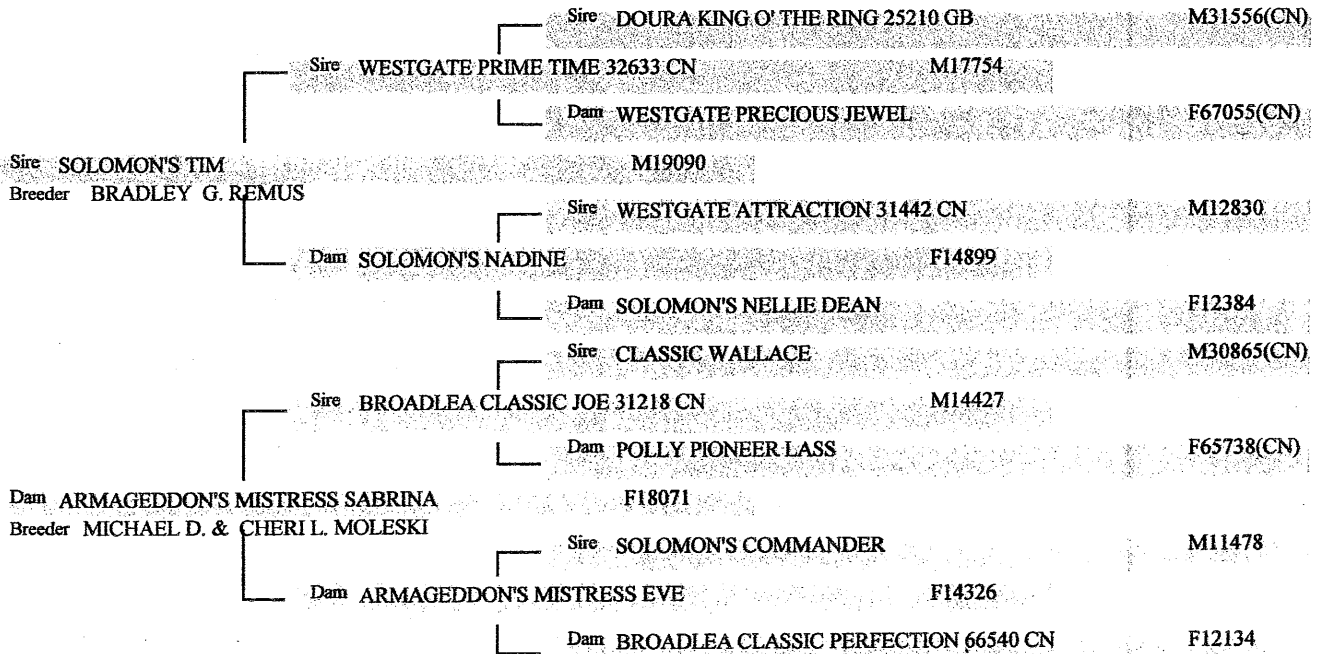 Sire DOURA KING O' THE RING 25210 GB M31556(CN)
Sire WESTGATE PRIME TIME 32633 CN M17754
Dam WESTGATE PRECIOUS JEWEL F67055(CN)
Sire SOLOMON'S TIM M19090
Breeder BRADLEY G. REMUS
Sire WESTGATE ATTRACTION 31442 CN M12830
Dam SOLOMON'S NADINE F14899
Dam SOLOMON'S NELLIE DEAN F12384
Sire CLASSIC WALLACE M30865(CN)
Sire BROADLEA CLASSIC JOE 31218 CN M14427
Dam POLLY PIONEER LASS F65738(CN)
Dam ARMAGEDDON'S MISTRESS SABRINA F18071
Breeder MICHAEL D. & CHERI L. MOLESKI
Sire SOLOMON'S COMMANDER M11478
Dam ARMAGEDDON'S MISTRESS EVE F14326
Dam BROADLEA CLASSIC PERFECTION 66540 CN F12134